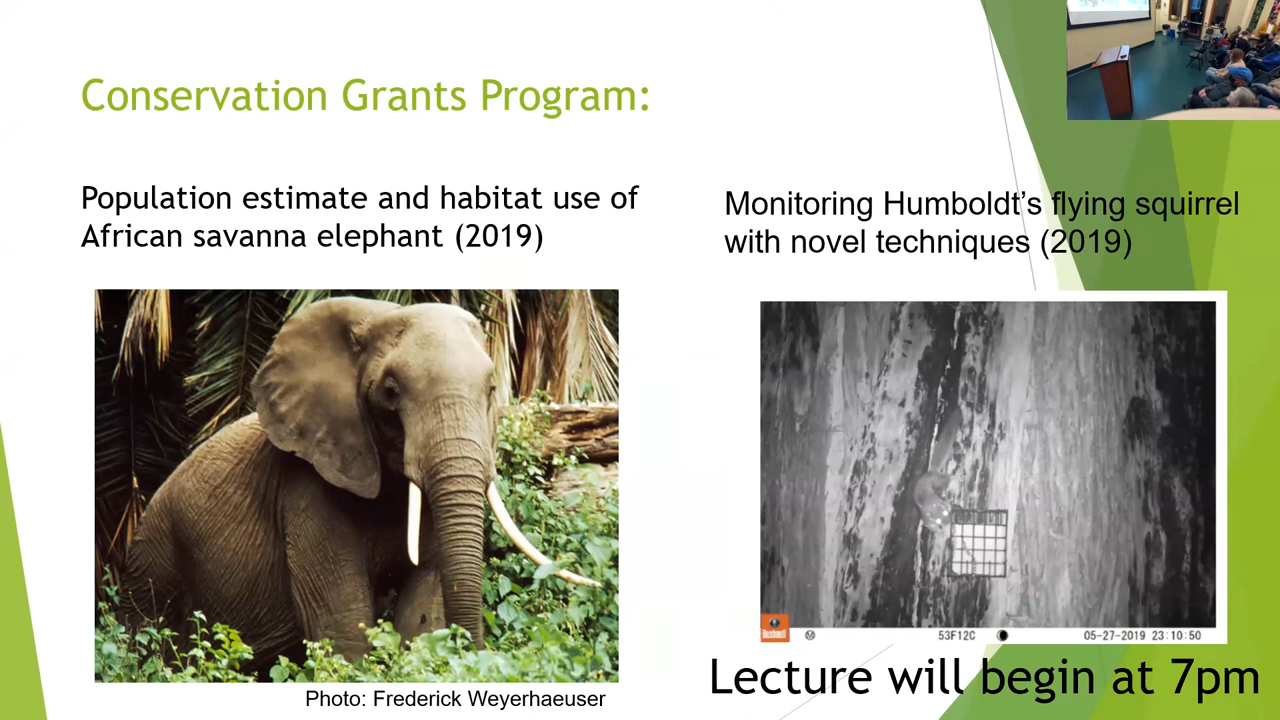 Conservation Grants Program:
Population estimate and habitat use of
African savanna elephant (2019)
Monitoring Humboldt's flying squirrel
with novel techniques (2019)
Bushnell
53F12C
05-27-2019 23:10:50
Photo: Frederick Weyerhaeuser
Lecture will begin at 7pm